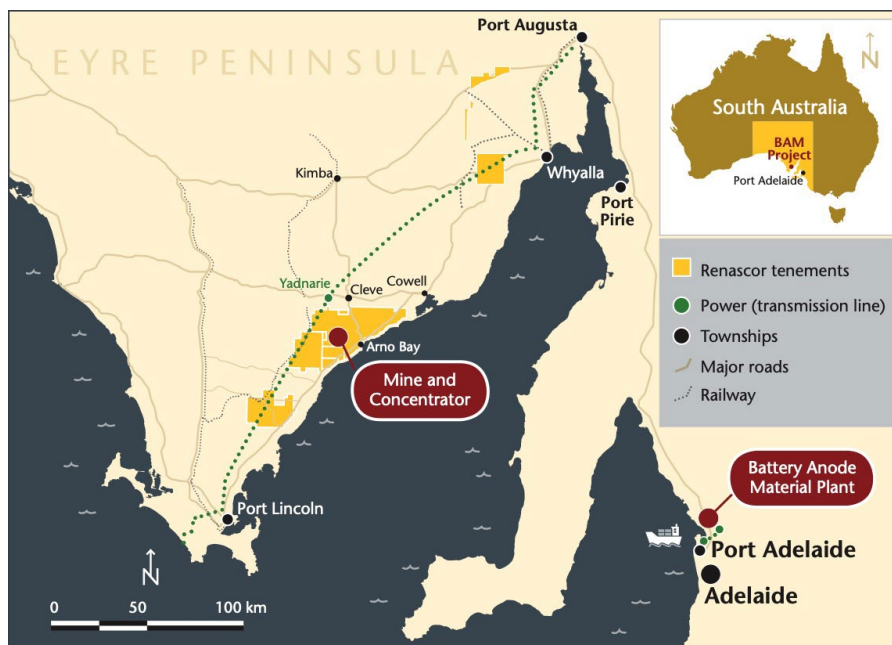 Port Augusta
EYRE PENINSULA
N
South Australia
BAM
Project
Port Adelaide
Kimba
Whyalla
Port
Pirie
Yadnarie
Cleve
Cowell
Arno Bay
Mine and
Concentrator
Renascor tenements
Power (transmission line)
Townships
Major roads
Railway
Battery Anode
Material Plant
Port Lincoln
Port Adelaide
Adelaide
N
0 50 100 km